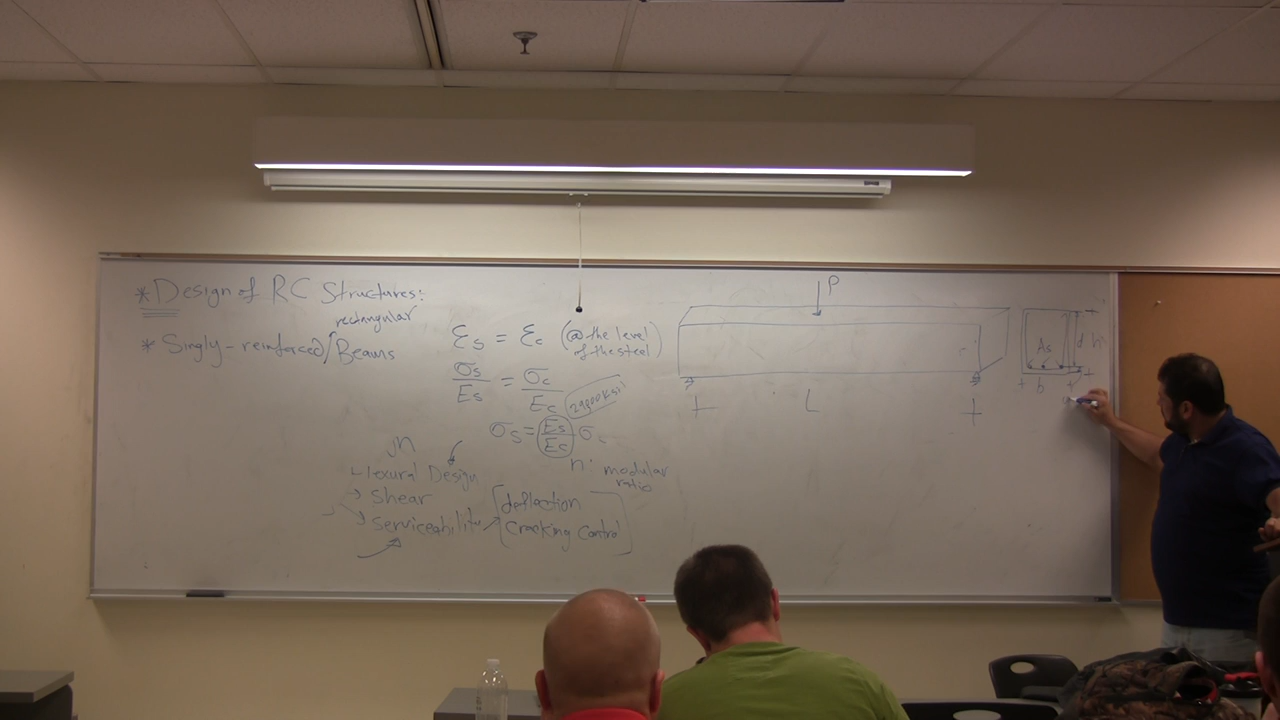 * Design of RC Structures:
rectangular
* Singly-reinforced/Beams
εs = εc (@ the level
of the steel)
σs/Es = σc/Ec
29000 ksi
σs = Es/Ec σc
n: modular
ratio
Flexural Design
→ Shear
→ Serviceability
deflection
Cracking Control
P
L
As
d h
b